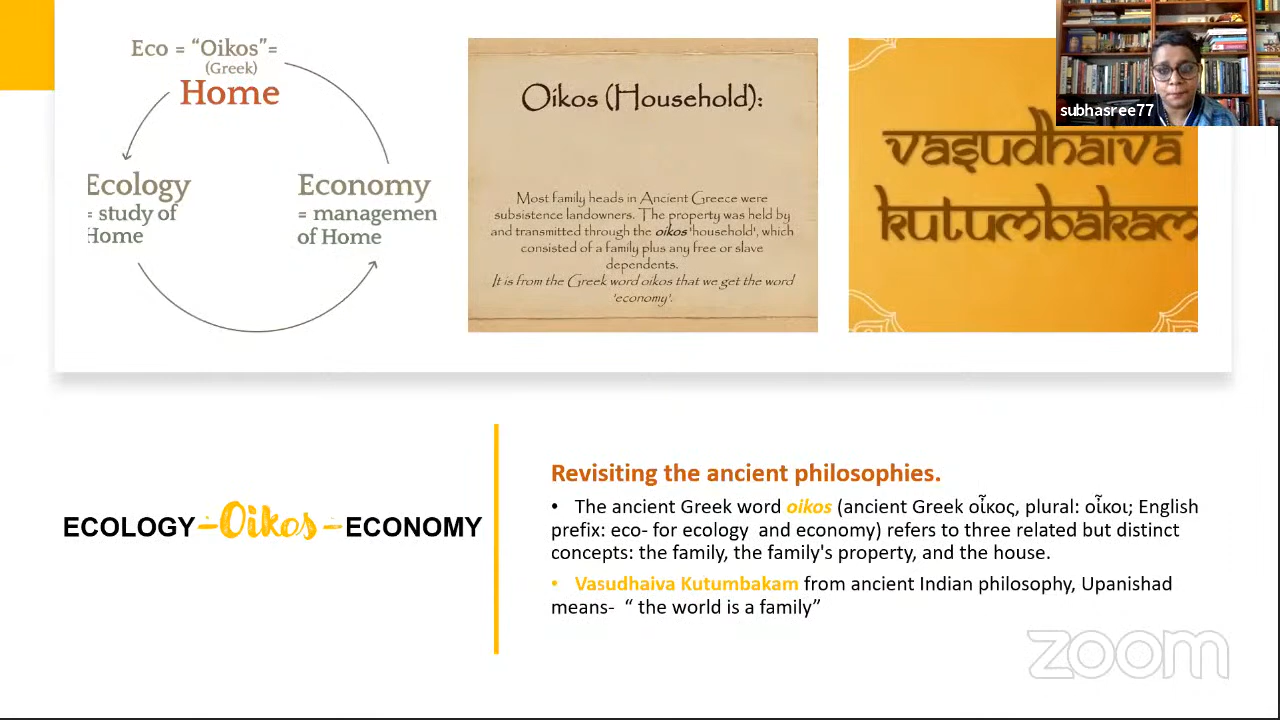 Eco = “Oikos”=
(Greek)
Home
Ecology
= study of
Home
Economy
= managemen
of Home
Oikos (Household):
Most family heads in Ancient Greece were
subsistence landowners. The property was held by
and transmitted through the oikos 'household', which
consisted of a family plus any free or slave
dependents.
It is from the Greek word oikos that we get the word
'economy'.
vasudhaiva
kutumbakam
subhasree77
ECOLOGY–Oikos–ECONOMY
Revisiting the ancient philosophies.
• The ancient Greek word oikos (ancient Greek οἶκος, plural: οἶκοι; English
prefix: eco- for ecology and economy) refers to three related but distinct
concepts: the family, the family's property, and the house.
• Vasudhaiva Kutumbakam from ancient Indian philosophy, Upanishad
means- “ the world is a family”
zoom